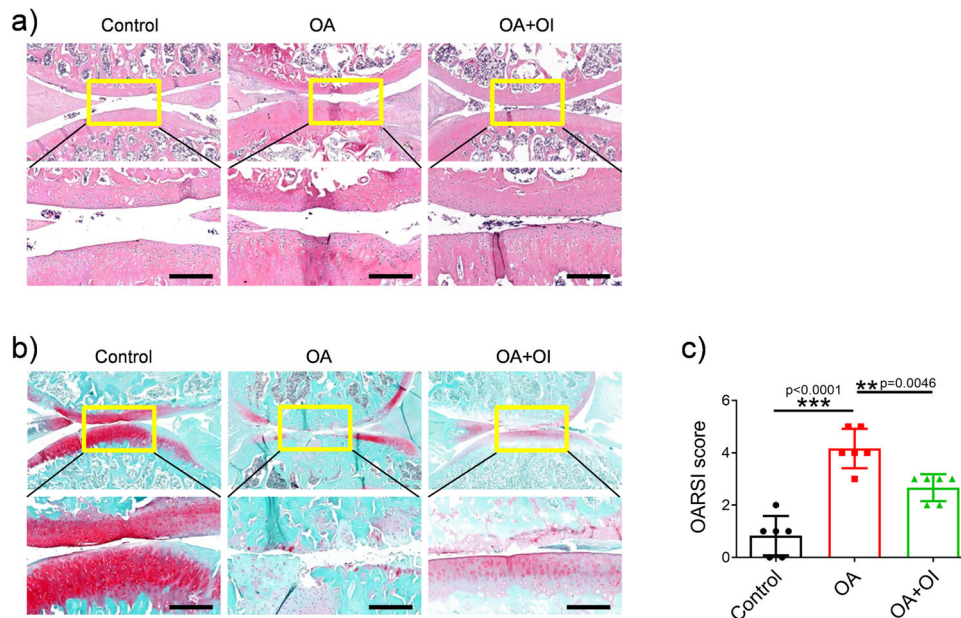 a)
Control OA OA+OI
b)
Control OA OA+OI
c)
p<0.0001 ** p=0.0046
***
6
4
2
0
OARSI score
Control OA OA+OI